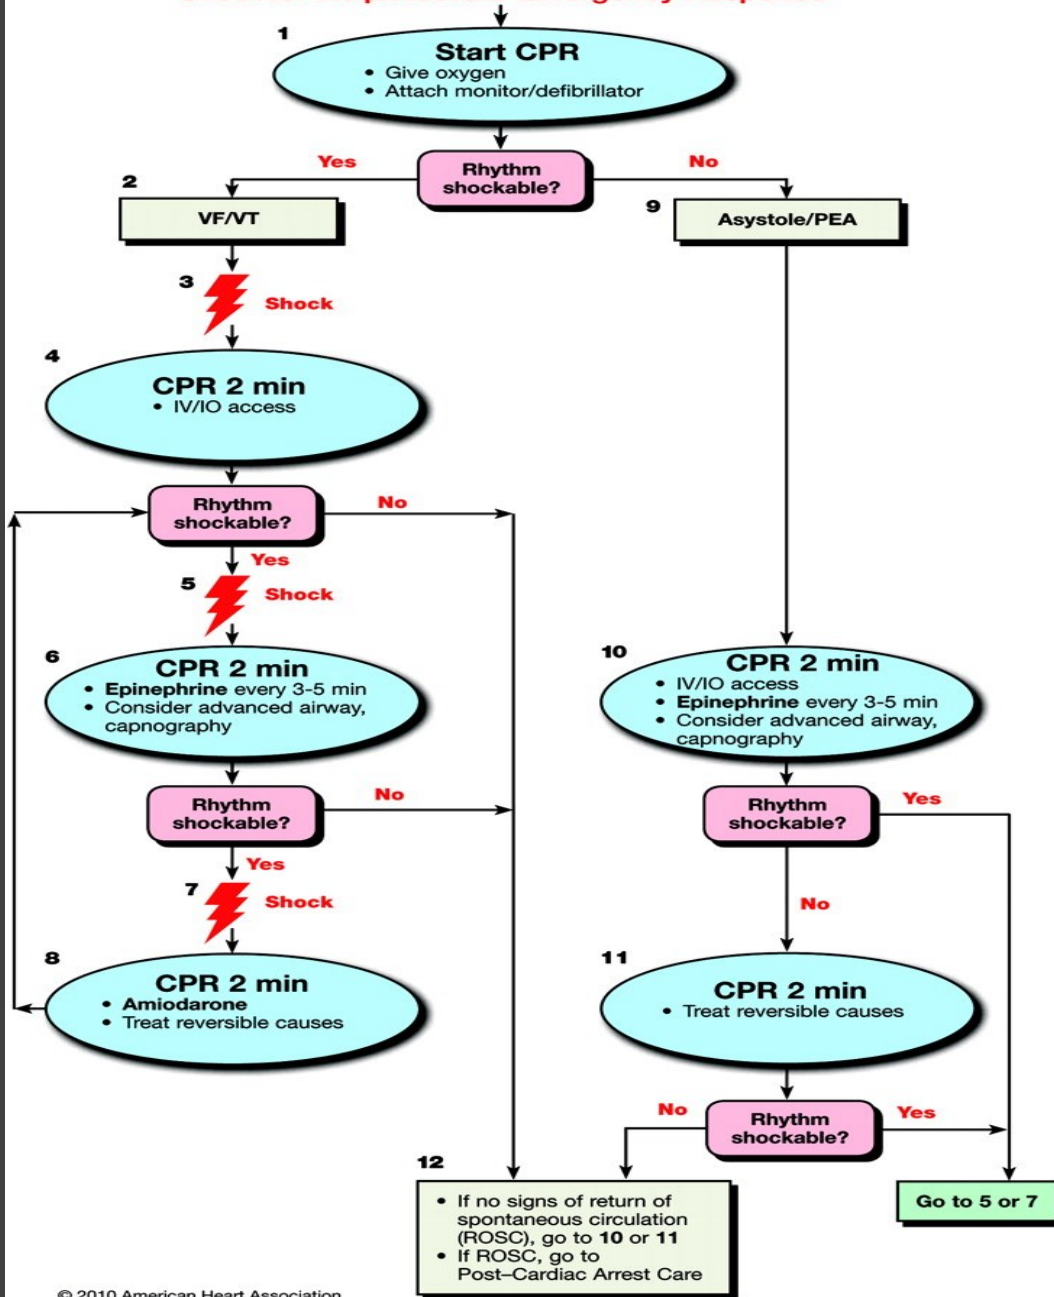 1
Start CPR
• Give oxygen
• Attach monitor/defibrillator
Yes
Rhythm
shockable?
No
2
VF/VT
9
Asystole/PEA
3
Shock
4
CPR 2 min
• IV/IO access
Rhythm
shockable?
No
Yes
5
Shock
6
CPR 2 min
• Epinephrine every 3-5 min
• Consider advanced airway,
capnography
10
CPR 2 min
• IV/IO access
• Epinephrine every 3-5 min
• Consider advanced airway,
capnography
Rhythm
shockable?
No
Yes
Rhythm
shockable?
Yes
No
7
Shock
8
CPR 2 min
• Amiodarone
• Treat reversible causes
11
CPR 2 min
• Treat reversible causes
No
Rhythm
shockable?
Yes
12
• If no signs of return of
spontaneous circulation
(ROSC), go to 10 or 11
• If ROSC, go to
Post–Cardiac Arrest Care
Go to 5 or 7
© 2010 American Heart Association